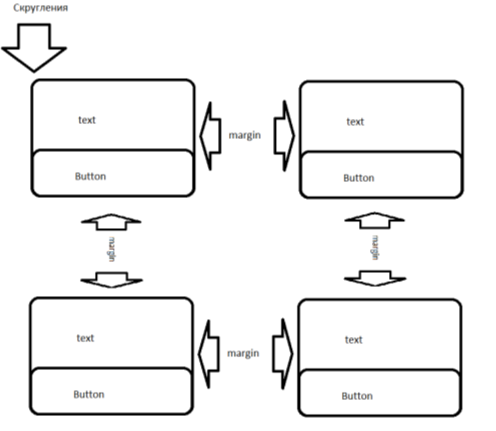 Скругления
text
margin
text
Button
Button
margin
margin
text
margin
text
Button
Button